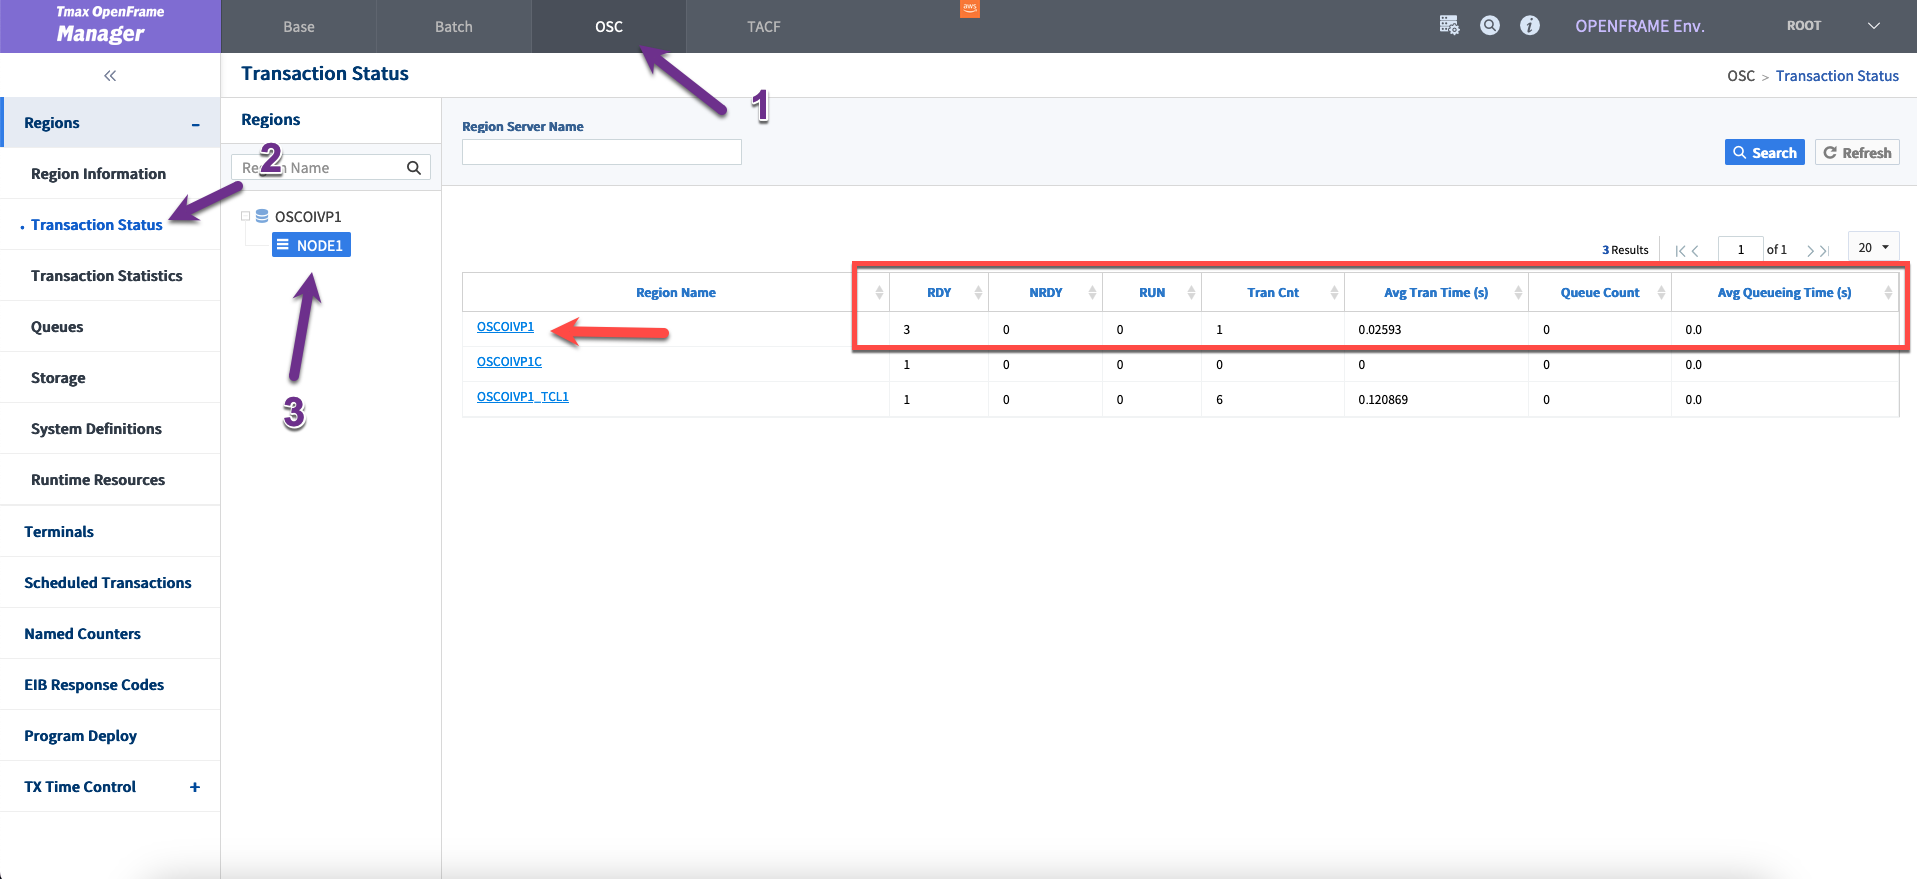 Tmax OpenFrame
Manager
Base
Batch
OSC
TACF
aws
OPENFRAME Env.
ROOT
Transaction Status
OSC > Transaction Status
1
Regions
Region Information
Transaction Status
Transaction Statistics
Queues
Storage
System Definitions
Runtime Resources
Terminals
Scheduled Transactions
Named Counters
EIB Response Codes
Program Deploy
TX Time Control +
Regions
2
Name
OSCOIVP1
NODE1
3
Region Server Name
Search
Refresh
3 Results
1 of 1
20
Region Name RDY NRDY RUN Tran Cnt Avg Tran Time (s) Queue Count Avg Queueing Time (s)
OSCOIVP1 3 0 0 1 0.02593 0 0.0
OSCOIVP1C 1 0 0 0 0 0 0.0
OSCOIVP1_TCL1 1 0 0 6 0.120869 0 0.0